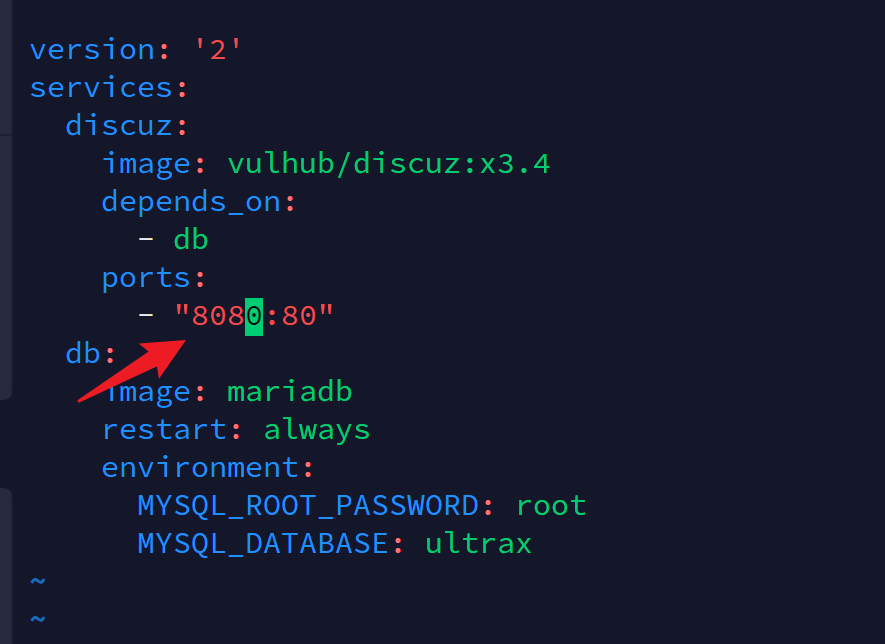 version: '2'
services:
  discuz:
    image: vulhub/discuz:x3.4
    depends_on:
      - db
    ports:
      - "8080:80"
  db:
    image: mariadb
    restart: always
    environment:
      MYSQL_ROOT_PASSWORD: root
      MYSQL_DATABASE: ultrax
~
~